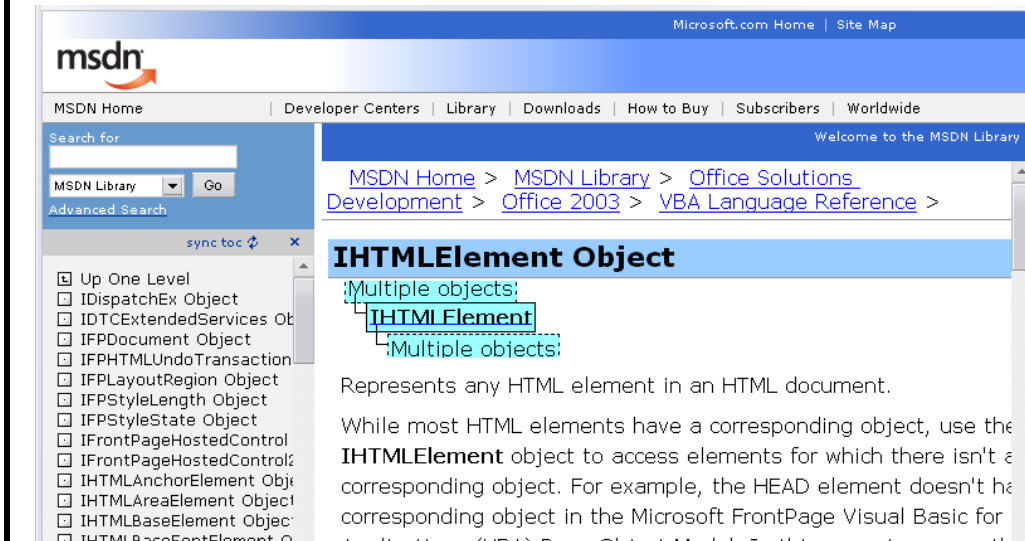 Microsoft.com Home | Site Map
msdn
MSDN Home | Developer Centers | Library | Downloads | How to Buy | Subscribers | Worldwide
Search for
Welcome to the MSDN Library
MSDN Library Go
Advanced Search
MSDN Home > MSDN Library > Office Solutions
Development > Office 2003 > VBA Language Reference >
sync toc ×
IHTMLElement Object
Multiple objects
IHTMLElement
Multiple objects
Up One Level
IDispatchEx Object
IDTCExtendedServices Ob
IFPDocument Object
IFPHTMLUndoTransaction
IFPLayoutRegion Object
IFPStyleLength Object
IFPStyleState Object
IFrontPageHostedControl
IFrontPageHostedControl2
IHTMLAnchorElement Obje
IHTMLAreaElement Object
IHTMLBaseElement Objec
IHTMLBaseFontElement O
Represents any HTML element in an HTML document.
While most HTML elements have a corresponding object, use the
IHTMLElement object to access elements for which there isn't a
corresponding object. For example, the HEAD element doesn't ha
corresponding object in the Microsoft FrontPage Visual Basic for